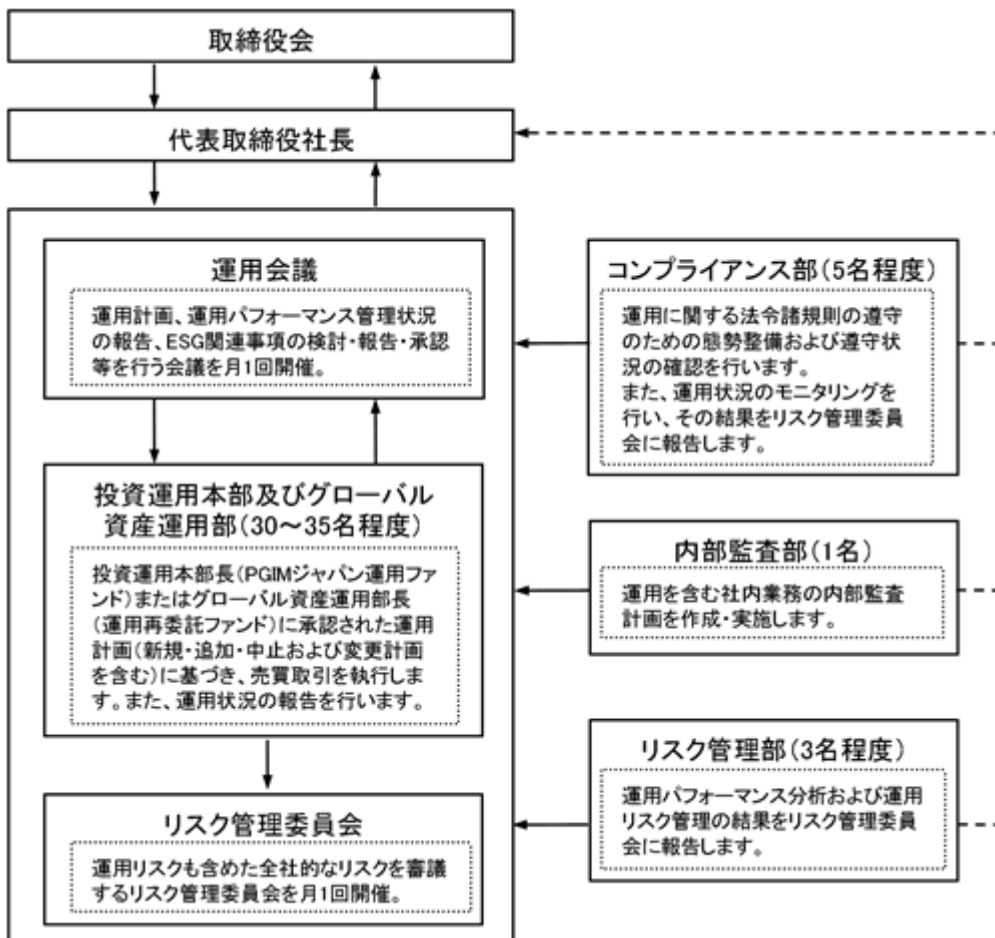 取締役会
代表取締役社長
運用会議
運用計画、運用パフォーマンス管理状況
の報告、ESG関連事項の検討・報告・承認
等を行う会議を月1回開催。
投資運用本部及びグローバル
資産運用部(30～35名程度)
投資運用本部長(PGIMジャパン運用ファ
ンド)またはグローバル資産運用部長
(運用再委託ファンド)に承認された運用
計画(新規・追加・中止および変更計画
を含む)に基づき、売買取引を執行しま
す。また、運用状況の報告を行います。
リスク管理委員会
運用リスクも含めた全社的なリスクを審議
するリスク管理委員会を月1回開催。
コンプライアンス部(5名程度)
運用に関する法令諸規則の遵守
のための態勢整備および遵守状
況の確認を行います。
また、運用状況のモニタリングを
行い、その結果をリスク管理委員
会に報告します。
内部監査部(1名)
運用を含む社内業務の内部監査
計画を作成・実施します。
リスク管理部(3名程度)
運用パフォーマンス分析および運用
リスク管理の結果をリスク管理委員
会に報告します。